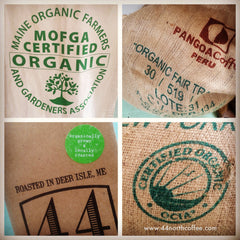 MAINE ORGANIC FARMERS
MOFGA
CERTIFIED
ORGANIC
AND GARDENERS ASSOCIATION
PANGOA Coffee
PERU
"ORGANIC FAIR TR
30 / 519 /
LOTE
organically
grown
&
locally
roasted
ROASTED IN DEER ISLE, ME
44
CERTIFIED ORGANIC
OCIA
www.44northcoffee.com